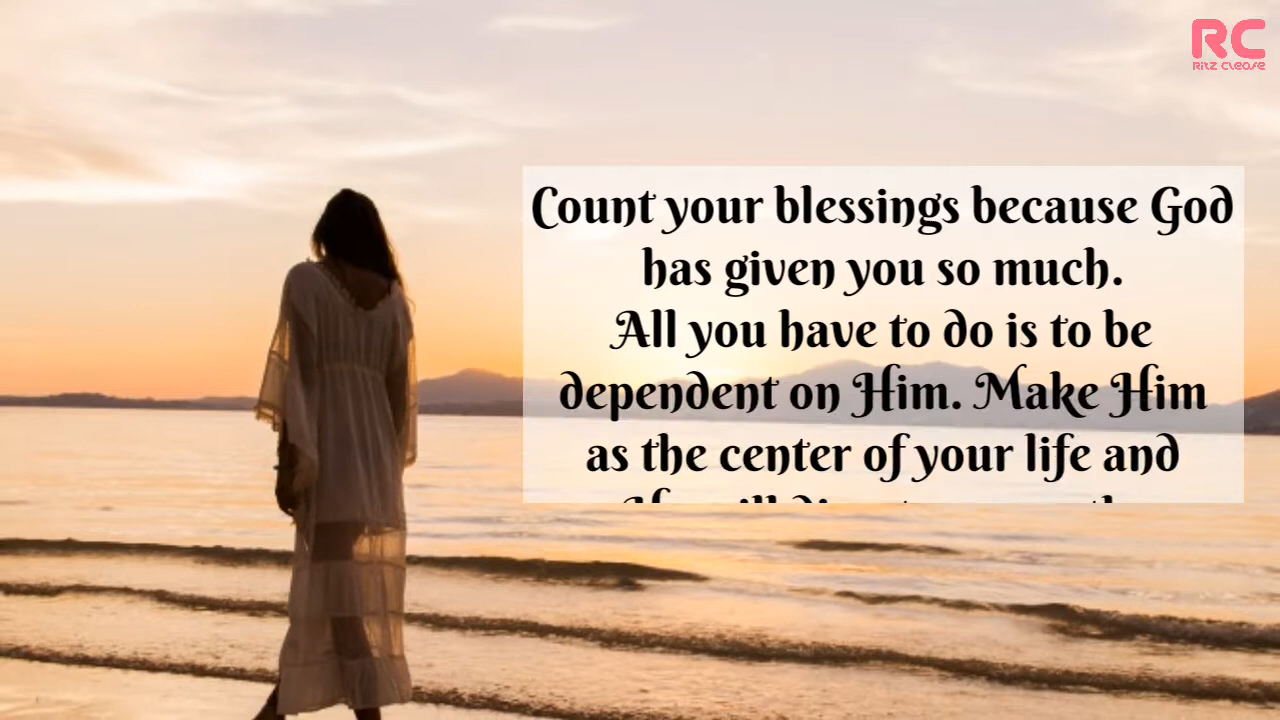 RC
Ritz Cleose
Count your blessings because God
has given you so much.
All you have to do is to be
dependent on Him. Make Him
as the center of your life and